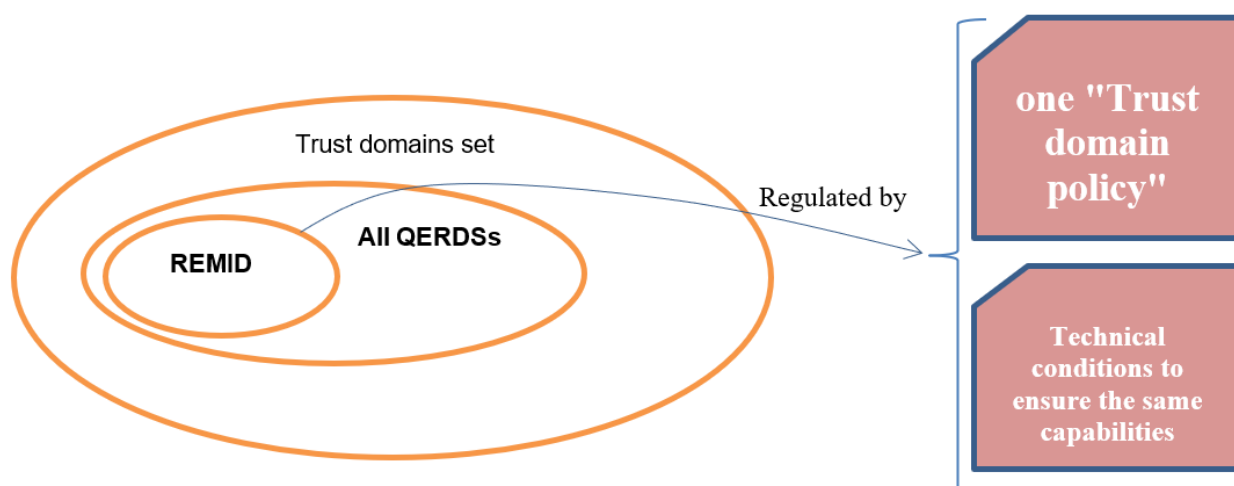 Trust domains set
All QERDSs
REMID
Regulated by
one "Trust
domain
policy"
Technical
conditions to
ensure the same
capabilities